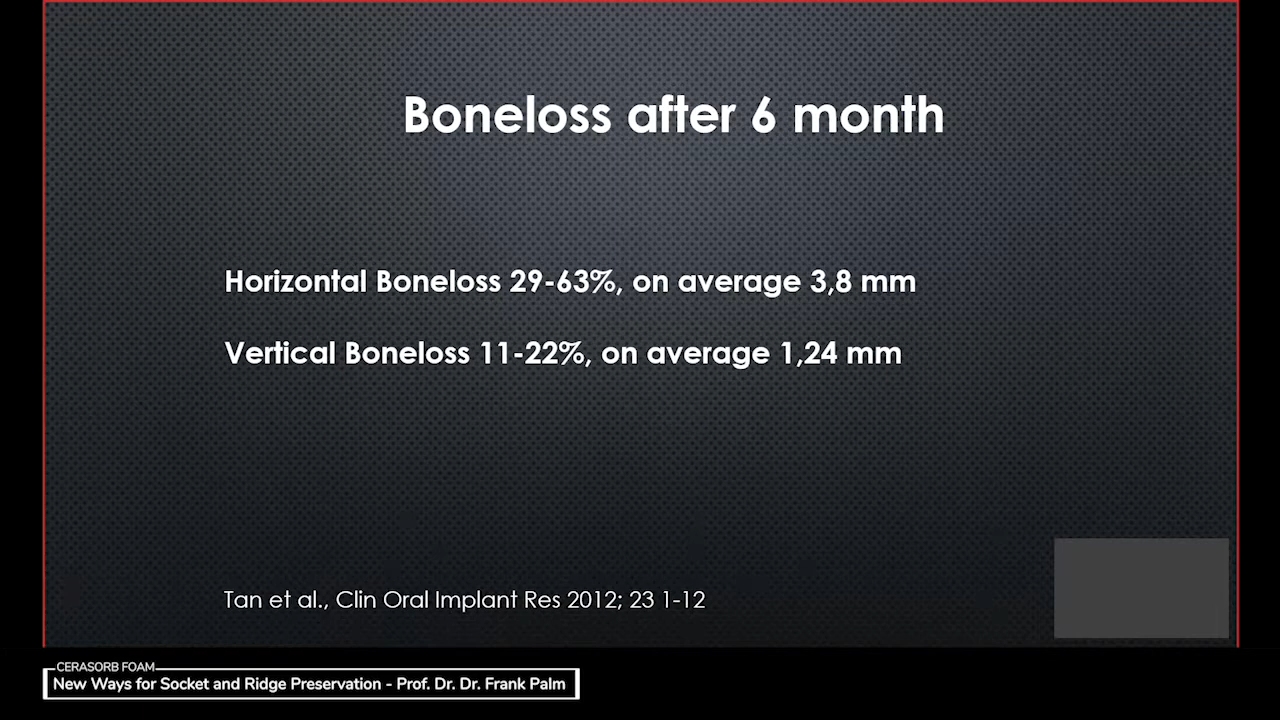 Boneloss after 6 month
Horizontal Boneloss 29-63%, on average 3,8 mm
Vertical Boneloss 11-22%, on average 1,24 mm
Tan et al., Clin Oral Implant Res 2012; 23 1-12
CERASORB FOAM
New Ways for Socket and Ridge Preservation - Prof. Dr. Dr. Frank Palm